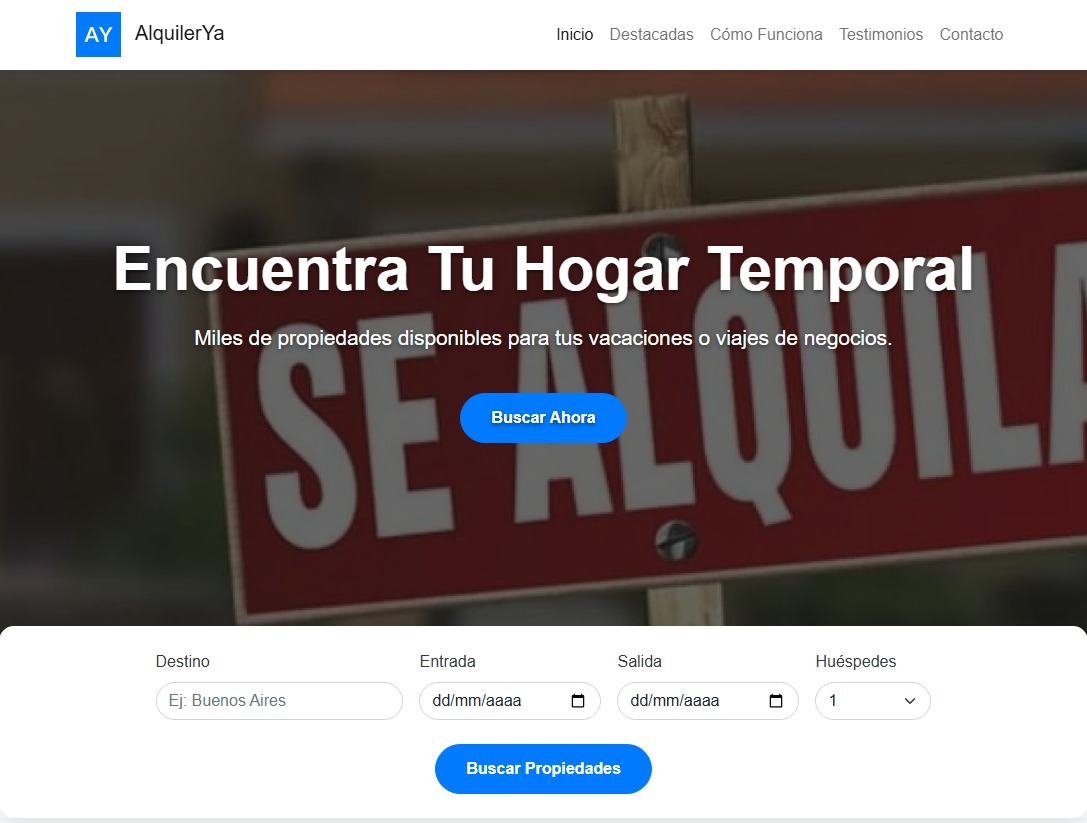 AY AlquilerYa Inicio Destacadas Cómo Funciona Testimonios Contacto
Encuentra Tu Hogar Temporal
Miles de propiedades disponibles para tus vacaciones o viajes de negocios.
Buscar Ahora
SE ALQUILA
Destino Entrada Salida Huéspedes
Ej: Buenos Aires dd/mm/aaaa dd/mm/aaaa 1
Buscar Propiedades